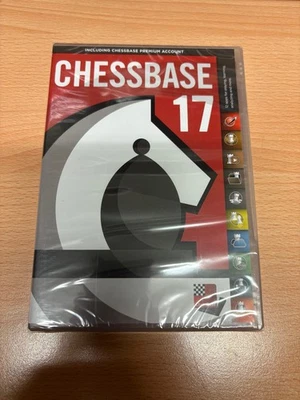 INCLUDING CHESSBASE PREMIUM ACCOUNT
CHESSBASE
17